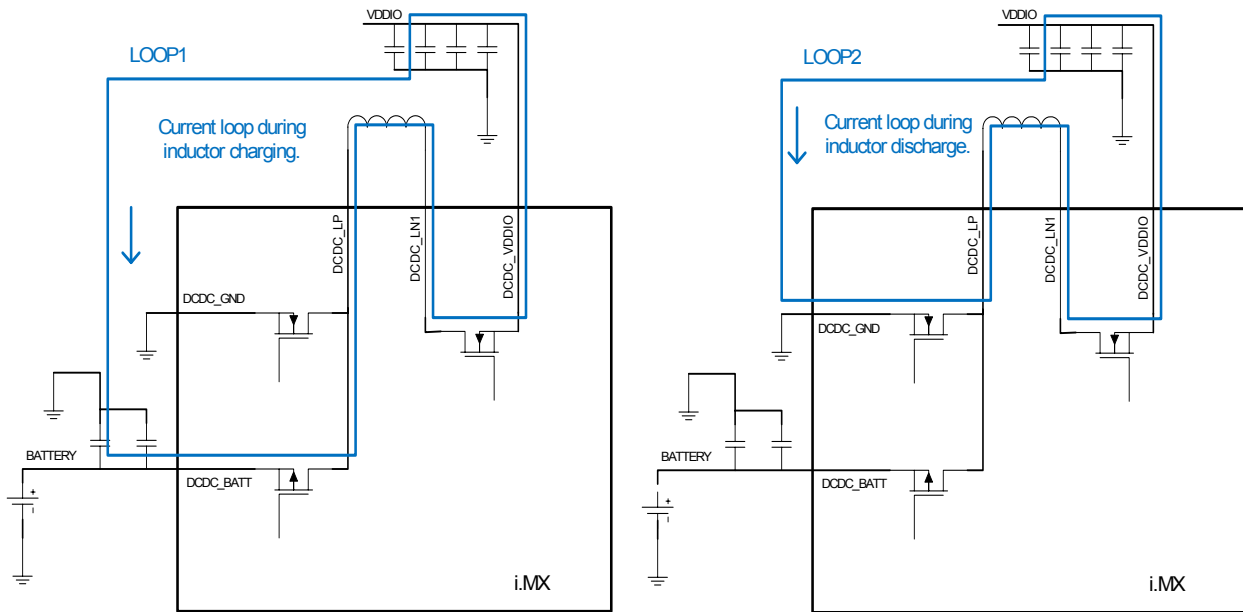 VDDIO
LOOP1
Current loop during
inductor charging.
DCDC_LP
DCDC_LN1
DCDC_VDDIO
DCDC_GND
BATTERY
DCDC_BATT
+
–
i.MX
VDDIO
LOOP2
Current loop during
inductor discharge.
DCDC_LP
DCDC_LN1
DCDC_VDDIO
DCDC_GND
BATTERY
DCDC_BATT
+
–
i.MX